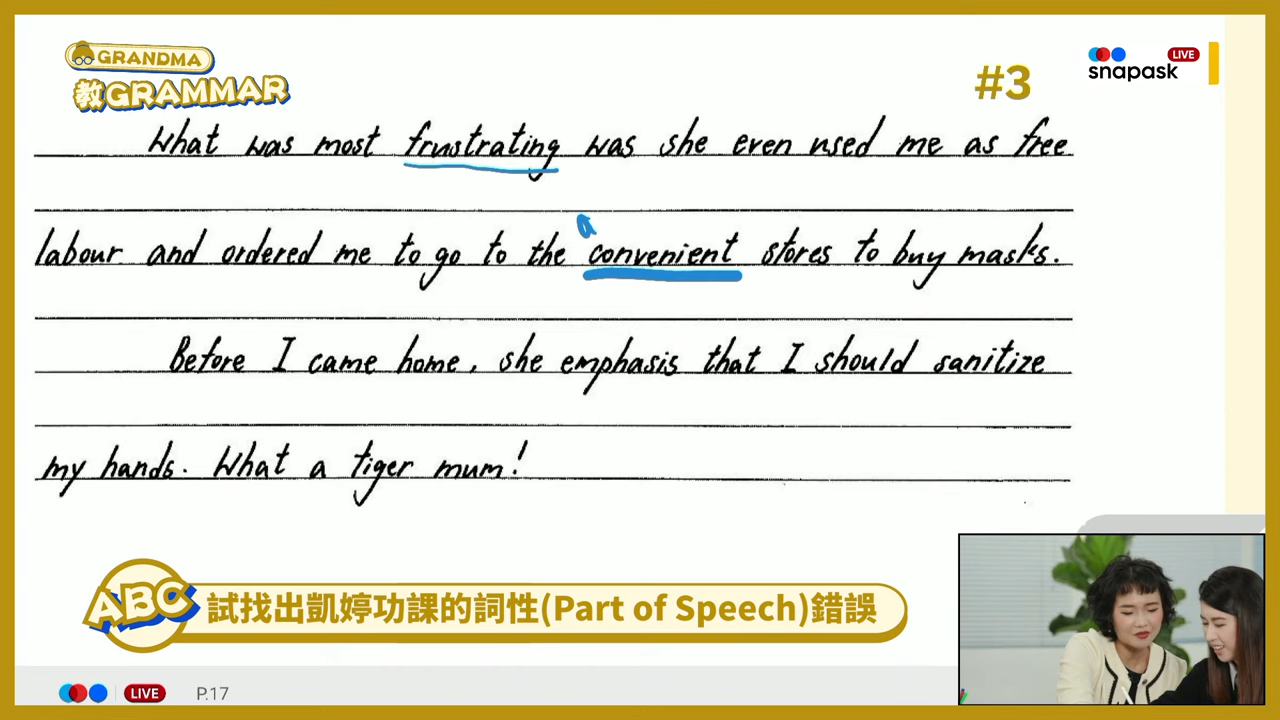 GRANDMA
教GRAMMAR
#3
LIVE
snapask
What was most frustrating was she even used me as free
a
labour and ordered me to go to the convenient stores to buy masks.
Before I came home, she emphasis that I should sanitize
my hands. What a tiger mum!
ABC
試找出凱婷功課的詞性(Part of Speech)錯誤
LIVE
P.17